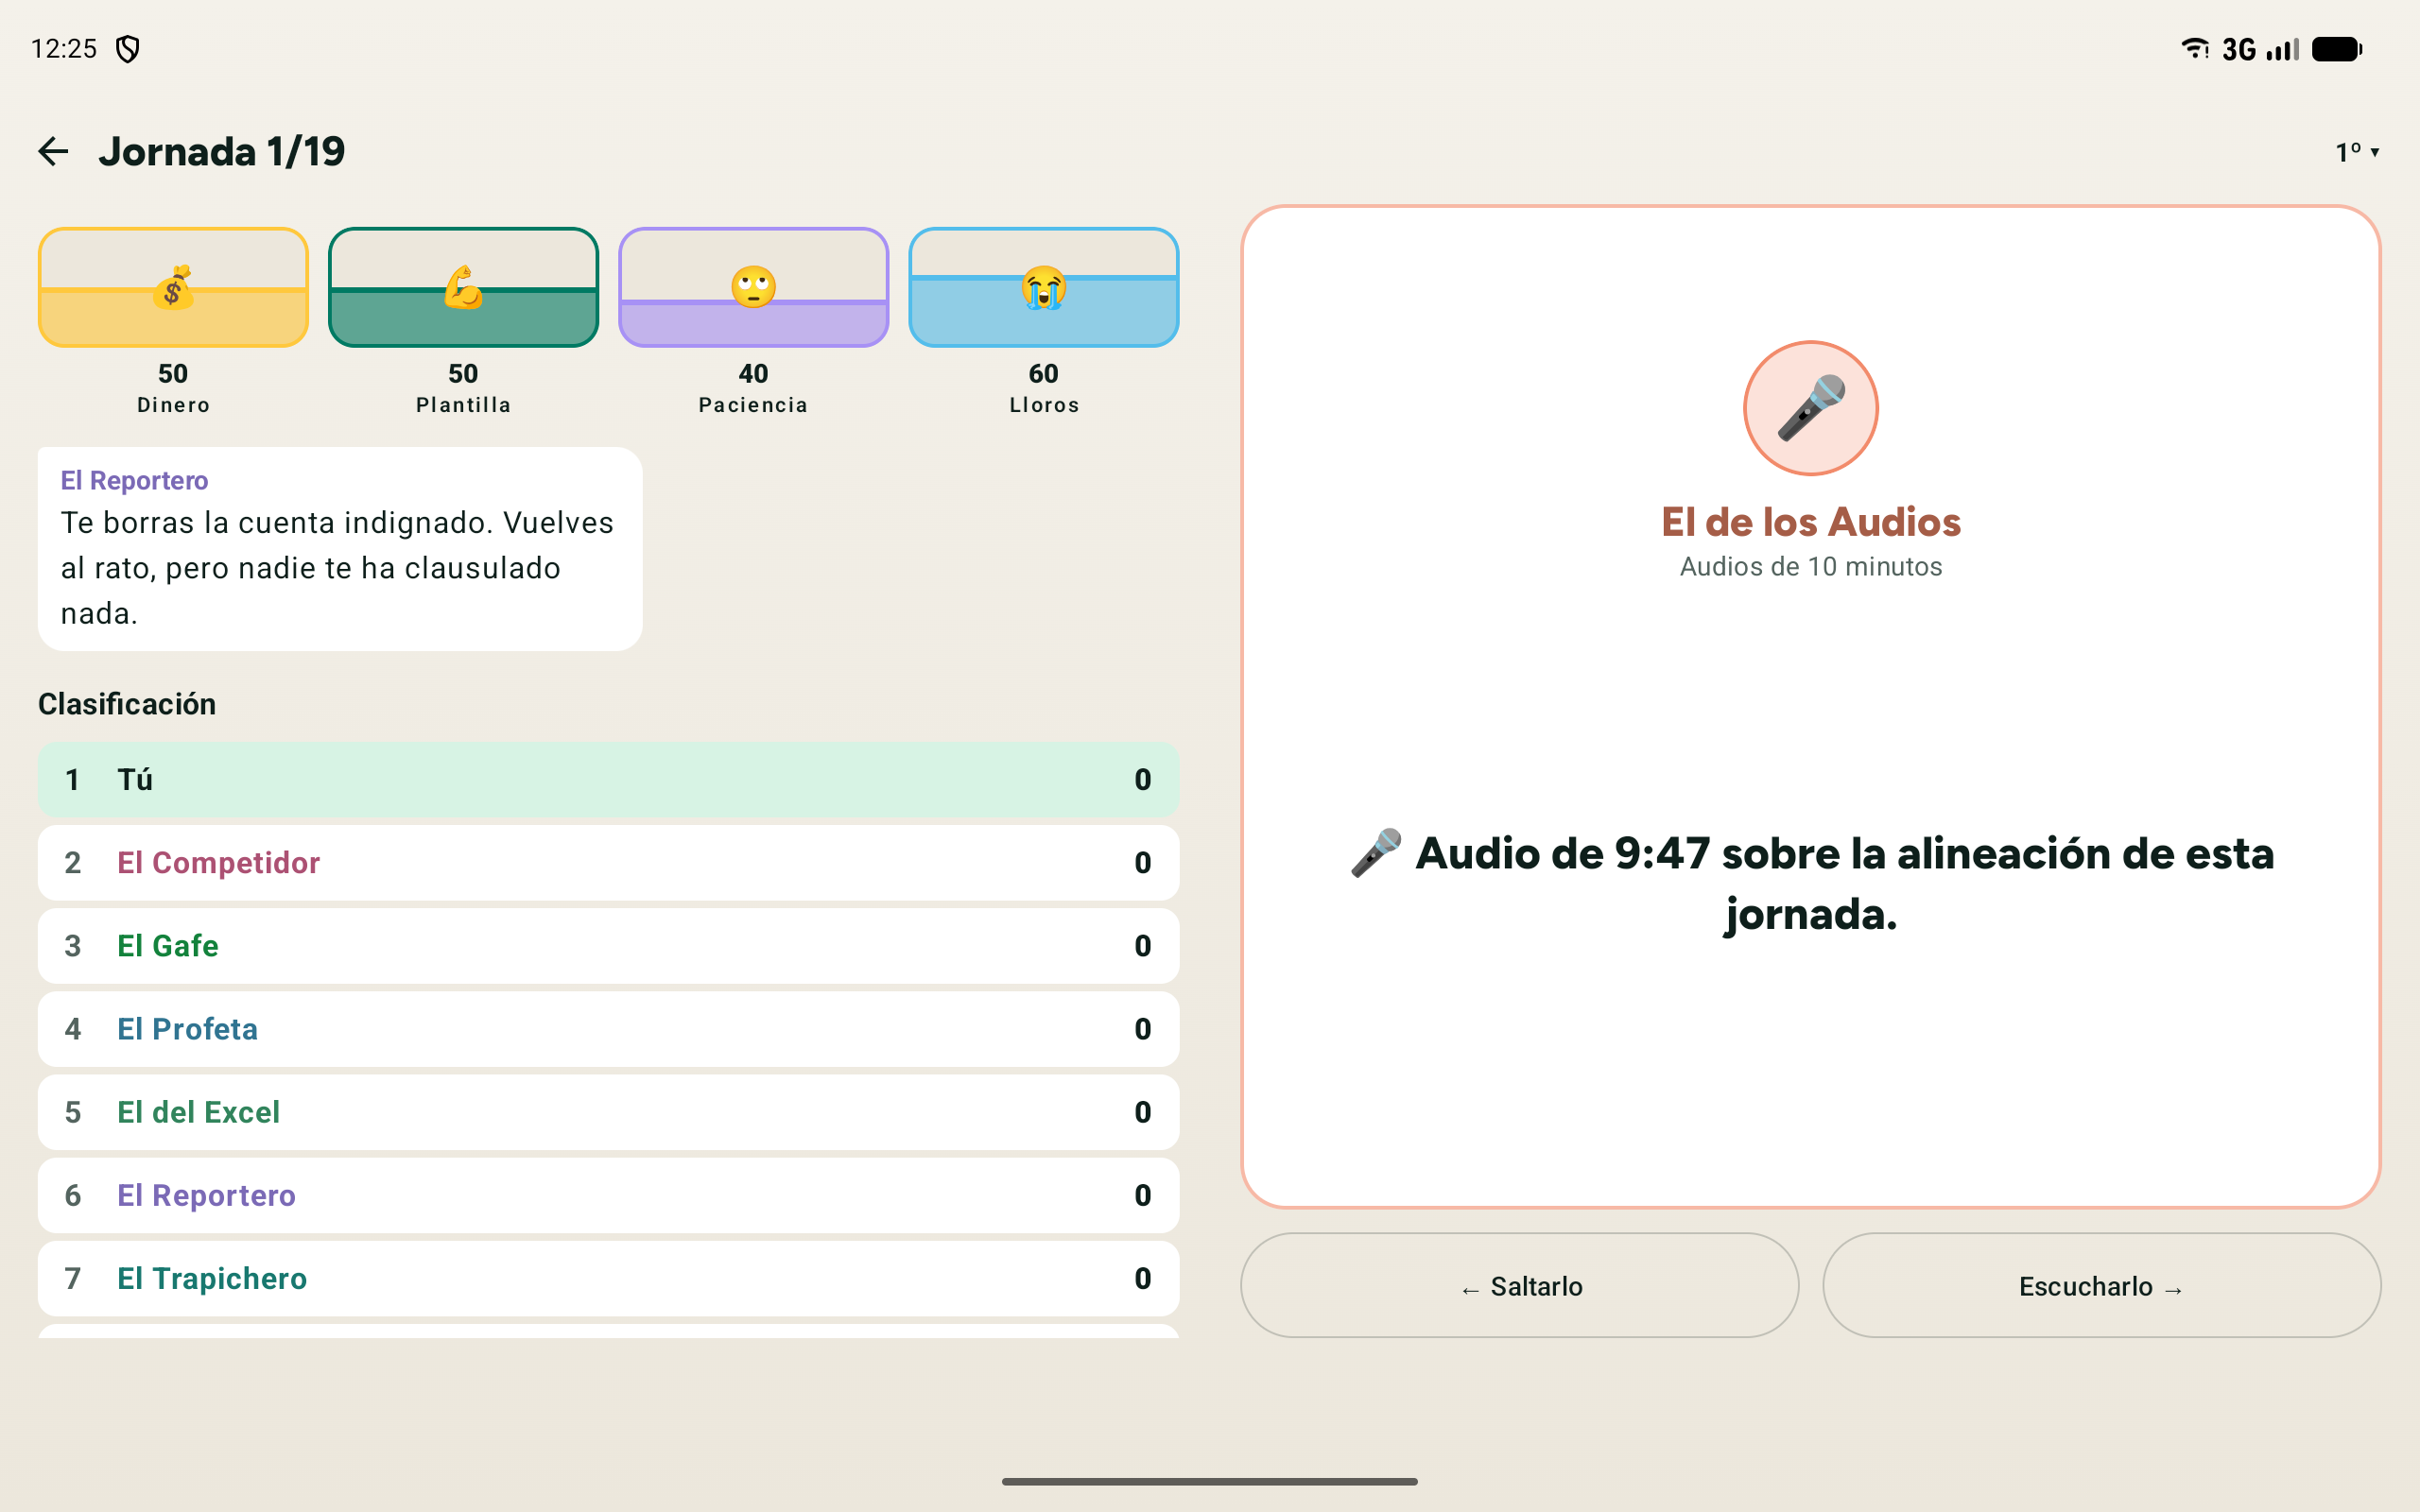 12:25
3G
Jornada 1/19
1º ▾
50
Dinero
50
Plantilla
40
Paciencia
60
Lloros
El Reportero
Te borras la cuenta indignado. Vuelves
al rato, pero nadie te ha clausulado
nada.
Clasificación
1 Tú 0
2 El Competidor 0
3 El Gafe 0
4 El Profeta 0
5 El del Excel 0
6 El Reportero 0
7 El Trapichero 0
El de los Audios
Audios de 10 minutos
🎤 Audio de 9:47 sobre la alineación de esta
jornada.
← Saltarlo
Escucharlo →